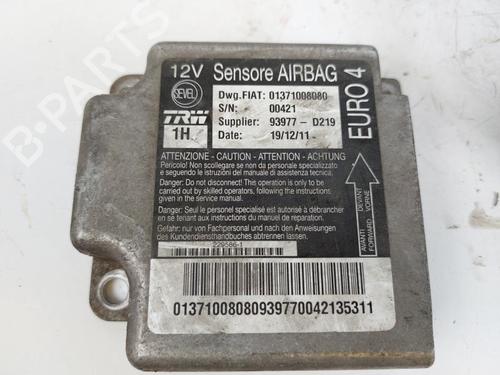 12V Sensore AIRBAG
SEVEL
Dwg.FIAT: 01371008080
S/N: 00421
TRW
1H
Supplier: 93977 - D219
Date: 19/12/11
EURO 4
ATTENZIONE - CAUTION - ATTENTION - ACHTUNG
Pericolo! Non scollegare se non da personale specializzato
e seguendo le istruzioni del manuale di assistenza tecnica.
Danger: Do not disconnect! This operation is only to be
carried out by skilled operators, following the instructions
given in the service manual.
Danger: Seul le personel specialisé est autorisé à débrancher
en se tenant aux instructions du manuel de réparation.
Gefahr: nur von Fachpersonal und nach den Anweisungen
des Kundendiensthandbuches abtrennen lassen.
AVANTI DEVANT
FORWARD VORNE
229586-1
01371008080939770042135311